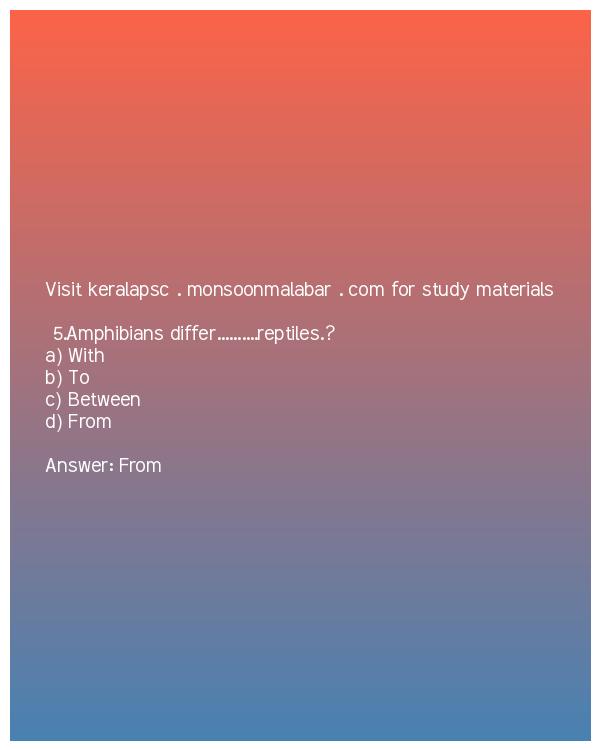 Visit keralapsc . monsoonmalabar . com for study materials
5.Amphibians differ..........reptiles.?
a) With
b) To
c) Between
d) From
Answer: From